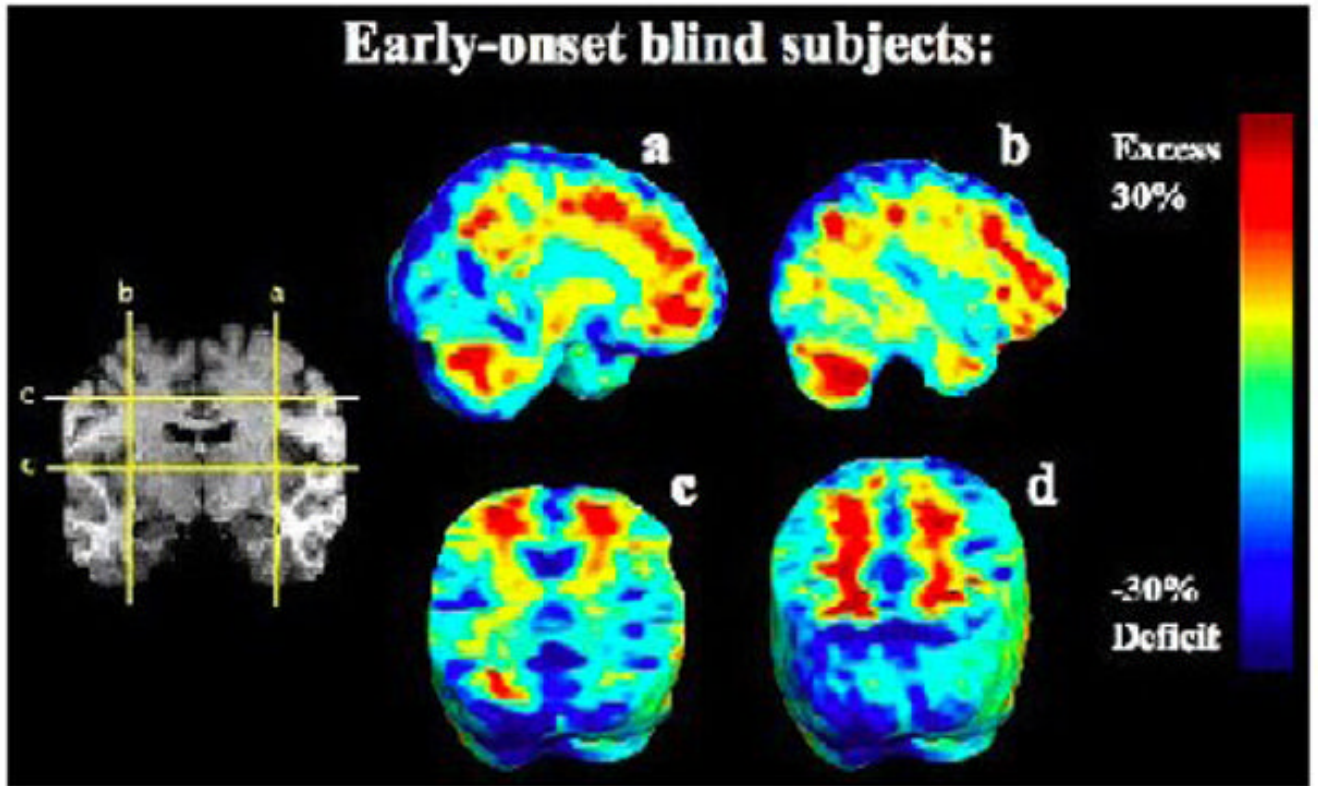 Early-onset blind subjects:
a
b
Excess
30%
b
a
c
c
c
d
-30%
Deficit